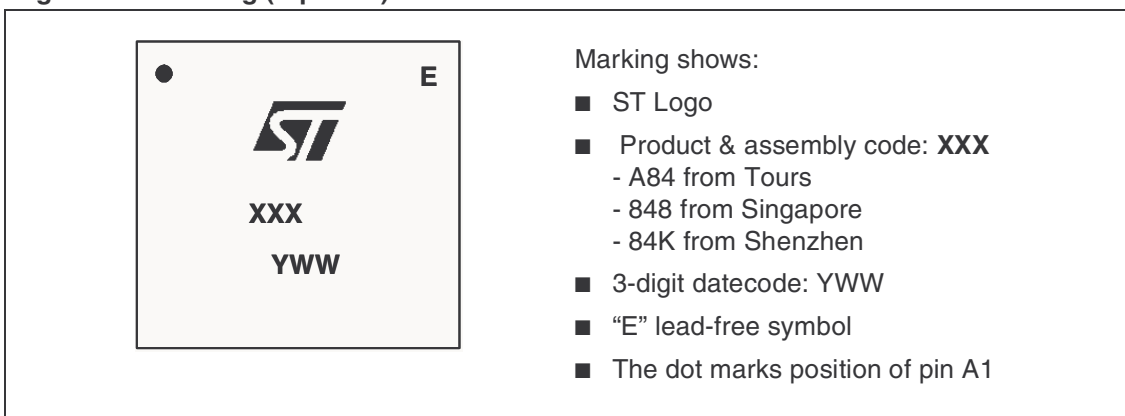 E
ST
XXX
YWW
Marking shows:
■ ST Logo
■ Product & assembly code: XXX
- A84 from Tours
- 848 from Singapore
- 84K from Shenzhen
■ 3-digit datecode: YWW
■ “E” lead-free symbol
■ The dot marks position of pin A1